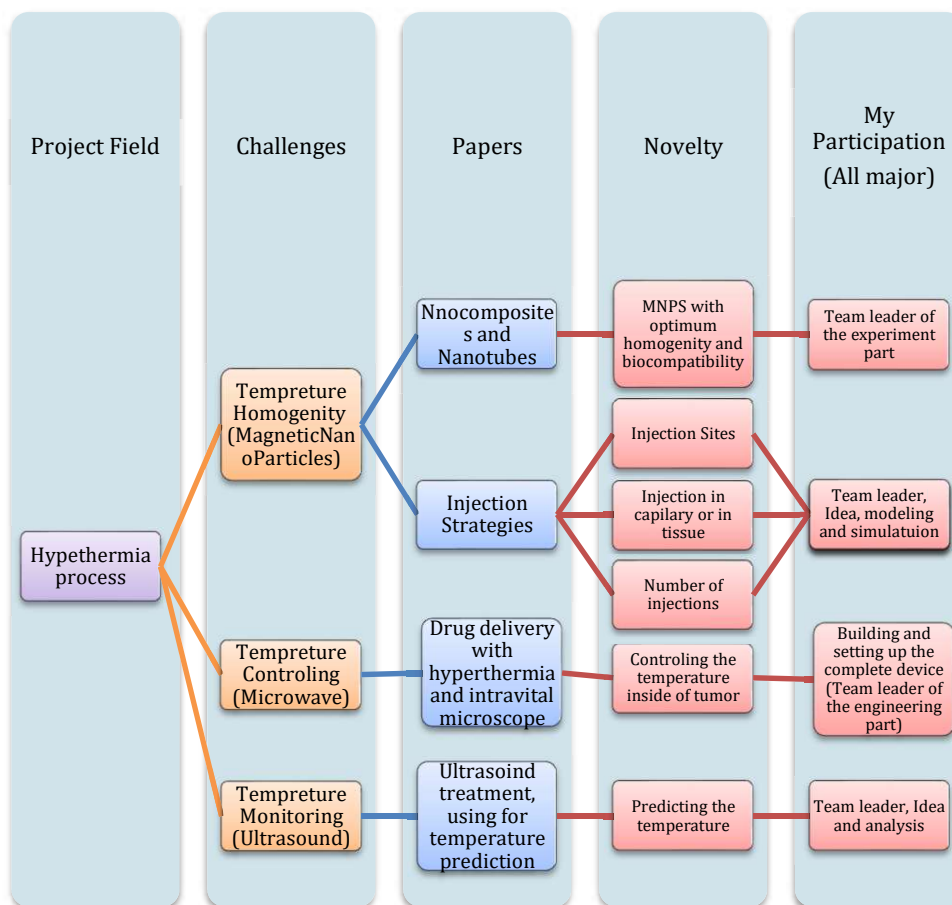 Project Field
Challenges
Papers
Novelty
My
Participation
(All major)
Hypethermia
process
Tempreture
Homogenity
(MagneticNan
oParticles)
Nnocomposite
s and
Nanotubes
MNPS with
optimum
homogenity and
biocompatibility
Team leader of
the experiment
part
Injection
Strategies
Injection Sites
Injection in
capilary or in
tissue
Number of
injections
Team leader,
Idea, modeling
and simulatuion
Tempreture
Controling
(Microwave)
Drug delivery
with
hyperthermia
and intravital
microscope
Controling the
temperature
inside of tumor
Building and
setting up the
complete device
(Team leader of
the engineering
part)
Tempreture
Monitoring
(Ultrasound)
Ultrasoind
treatment,
using for
temperature
prediction
Predicting the
temperature
Team leader, Idea
and analysis